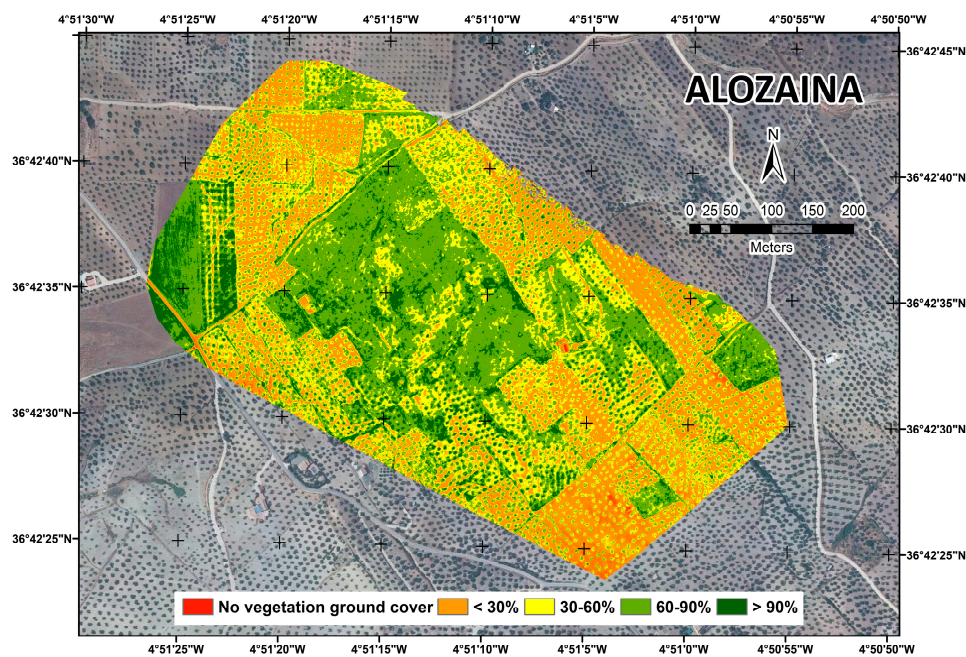 4°51'30"W 4°51'25"W 4°51'20"W 4°51'15"W 4°51'10"W 4°51'5"W 4°51'0"W 4°50'55"W 4°50'50"W
36°42'45"N
ALOZAINA
N
36°42'40"N 36°42'40"N
0 25 50 100 150 200
Meters
36°42'35"N 36°42'35"N
36°42'30"N 36°42'30"N
36°42'25"N 36°42'25"N
No vegetation ground cover < 30% 30-60% 60-90% > 90%
4°51'25"W 4°51'20"W 4°51'15"W 4°51'10"W 4°51'5"W 4°51'0"W 4°50'55"W 4°50'50"W